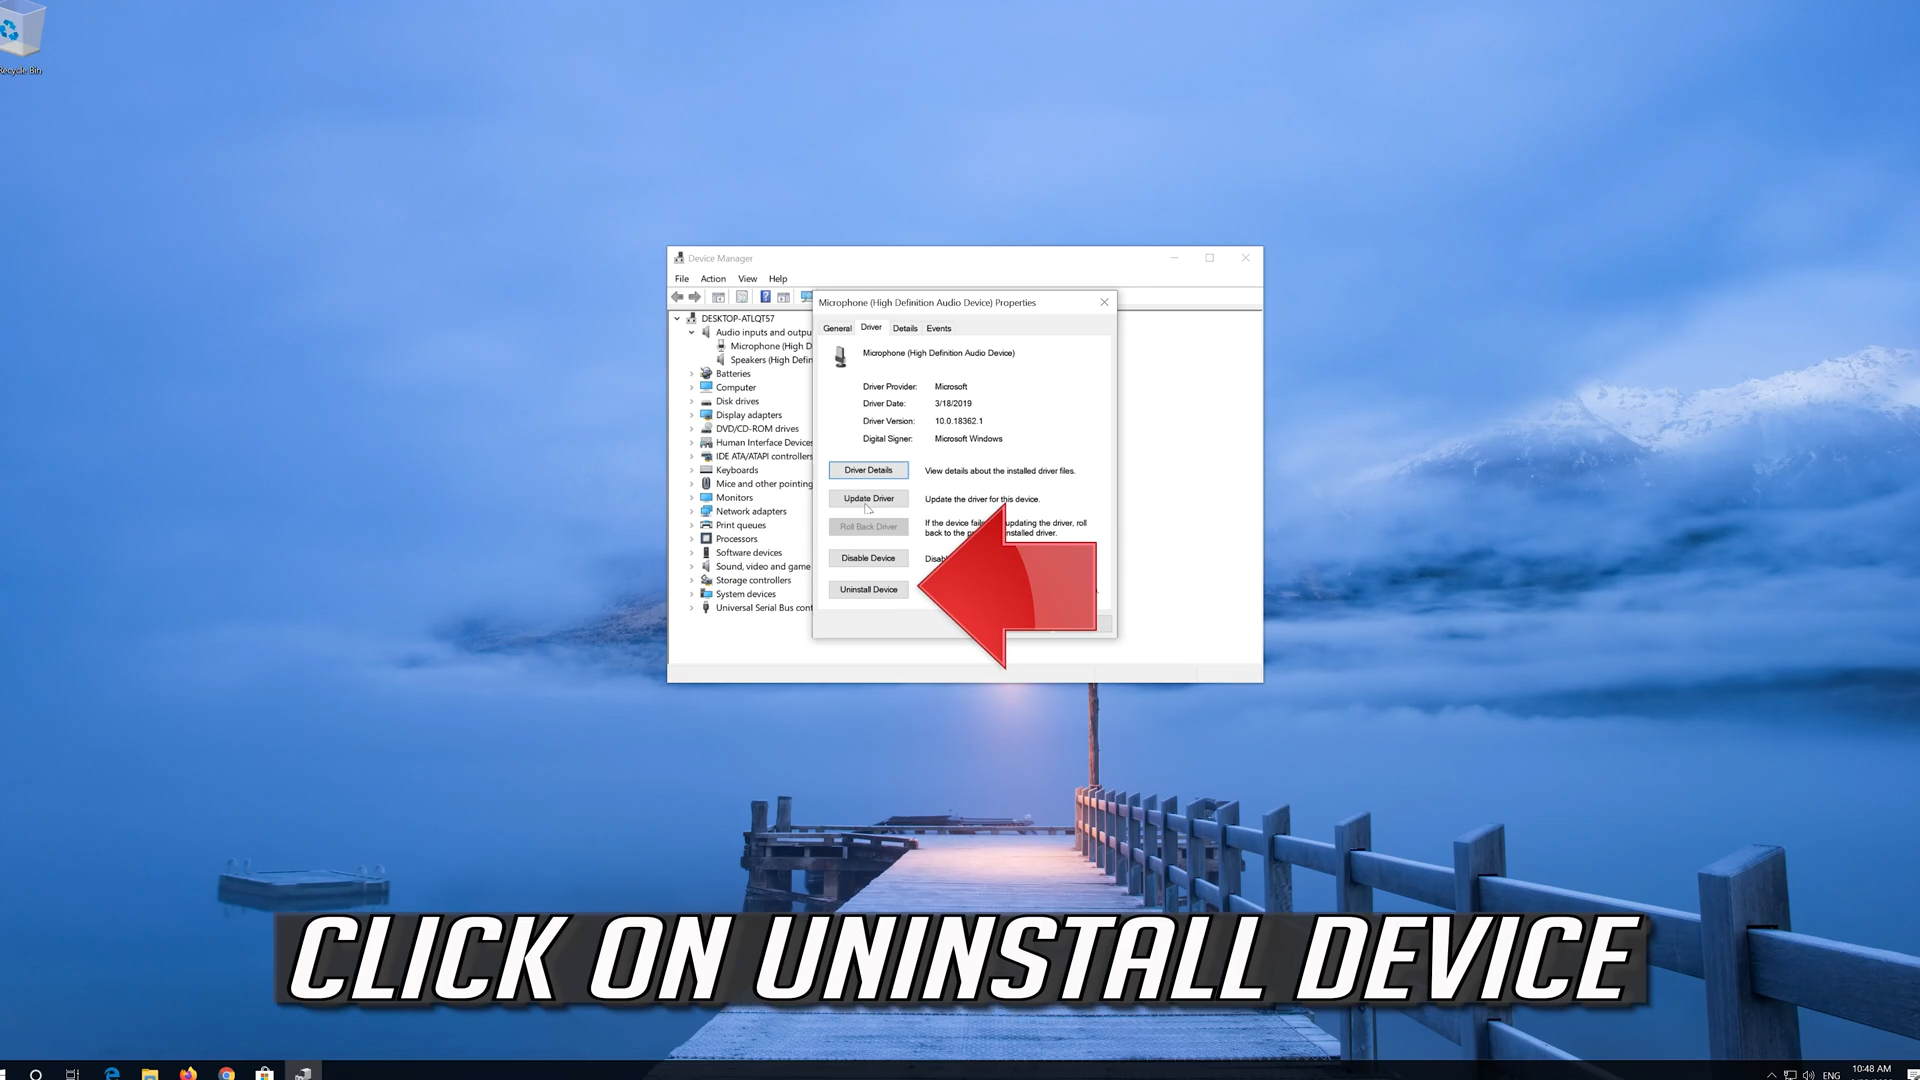 Recycle Bin
Device Manager
File Action View Help
Microphone (High Definition Audio Device) Properties
DESKTOP-ATLQT57
Audio inputs and outpu
Microphone (High D
Speakers (High Defin
Batteries
Computer
Disk drives
Display adapters
DVD/CD-ROM drives
Human Interface Devices
IDE ATA/ATAPI controllers
Keyboards
Mice and other pointing
Monitors
Network adapters
Print queues
Processors
Software devices
Sound, video and game
Storage controllers
System devices
Universal Serial Bus cont
General Driver Details Events
Microphone (High Definition Audio Device)
Driver Provider: Microsoft
Driver Date: 3/18/2019
Driver Version: 10.0.18362.1
Digital Signer: Microsoft Windows
Driver Details View details about the installed driver files.
Update Driver Update the driver for this device.
Roll Back Driver If the device fails updating the driver, roll
back to the installed driver.
Disable Device
Uninstall Device
CLICK ON UNINSTALL DEVICE
ENG
10:48 AM